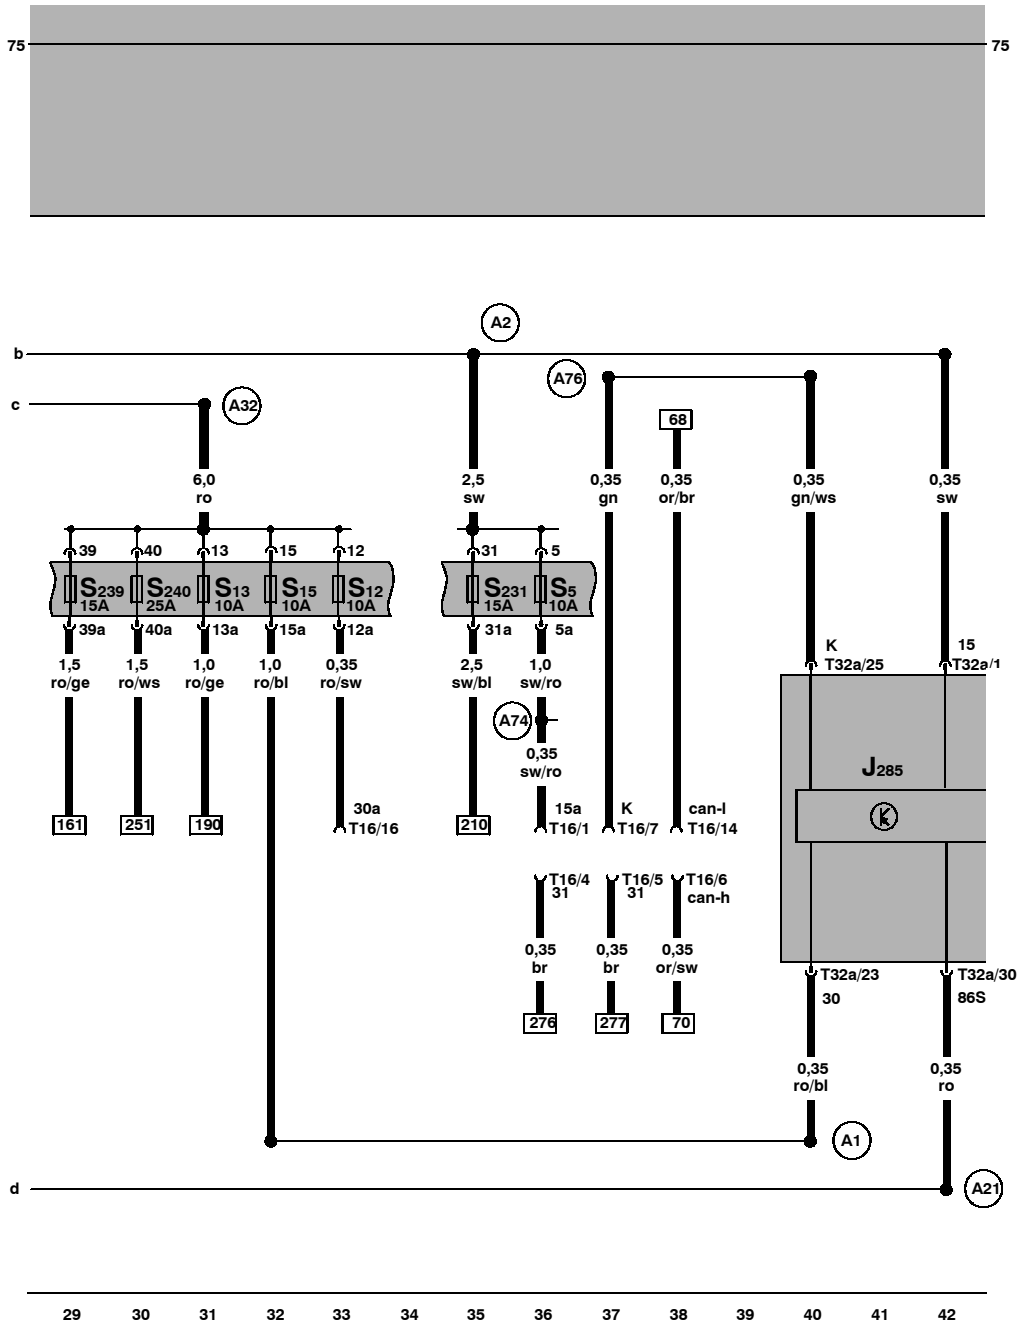 75 75
A2
b
A76
c A32
68
6,0 2,5 0,35 0,35 0,35 0,35
ro sw gn or/br gn/ws sw
39 40 13 15 12 31 5
S239 S240 S13 S15 S12 S231 S5
15A 25A 10A 10A 10A 15A 10A
39a 40a 13a 15a 12a 31a 5a
K 15
T32a/25 T32a/1
1,5 1,5 1,0 1,0 0,35 2,5 1,0
ro/ge ro/ws ro/ge ro/bl ro/sw sw/bl sw/ro
A74
0,35
sw/ro
J285
30a 15a K can-l
161 251 190 T16/16 210 T16/1 T16/7 T16/14
K
T16/4 T16/5 T16/6
31 31 can-h
0,35 0,35 0,35
br br or/sw
T32a/23 T32a/30
30 86S
276 277 70
0,35 0,35
ro/bl ro
A1
d A21
29 30 31 32 33 34 35 36 37 38 39 40 41 42